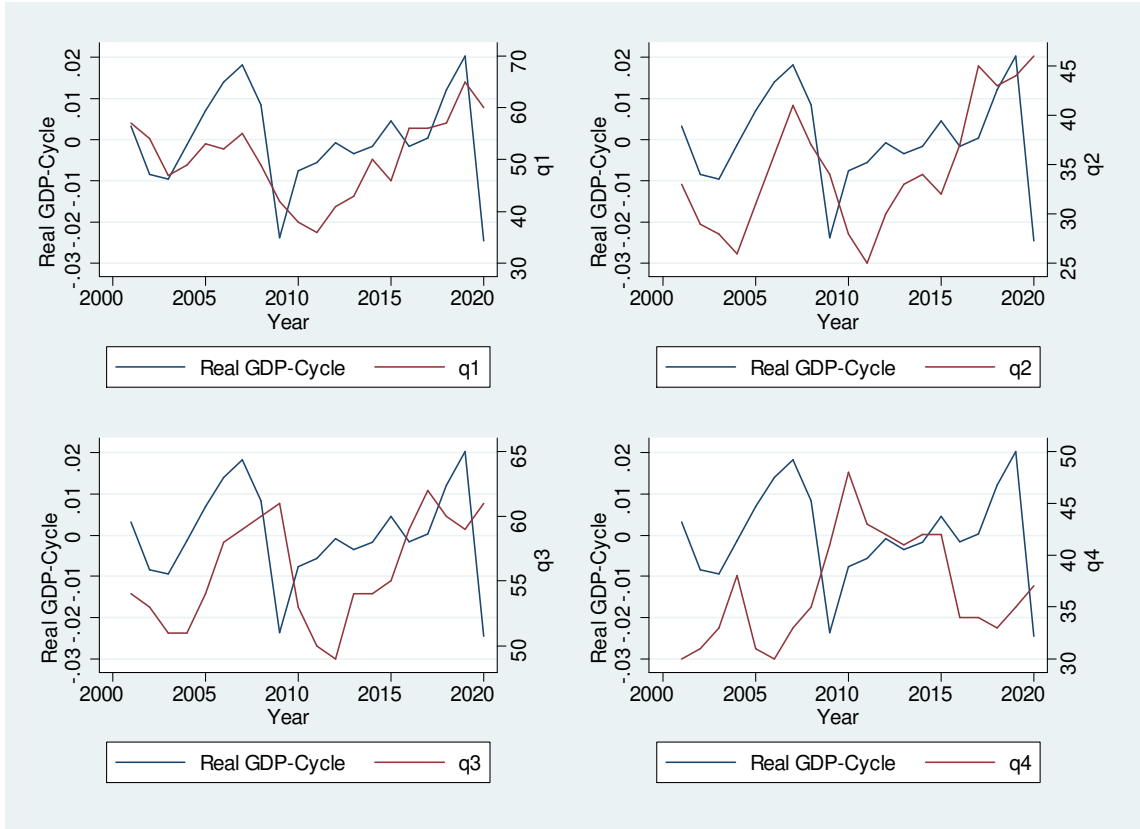 Real GDP-Cycle
-.03 -.02 -.01 0 .01 .02
30 40 50 60 70
q1
2000 2005 2010 2015 2020
Year
Real GDP-Cycle q1
Real GDP-Cycle
-.03 -.02 -.01 0 .01 .02
25 30 35 40 45
q2
2000 2005 2010 2015 2020
Year
Real GDP-Cycle q2
Real GDP-Cycle
-.03 -.02 -.01 0 .01 .02
50 55 60 65
q3
2000 2005 2010 2015 2020
Year
Real GDP-Cycle q3
Real GDP-Cycle
-.03 -.02 -.01 0 .01 .02
30 35 40 45 50
q4
2000 2005 2010 2015 2020
Year
Real GDP-Cycle q4